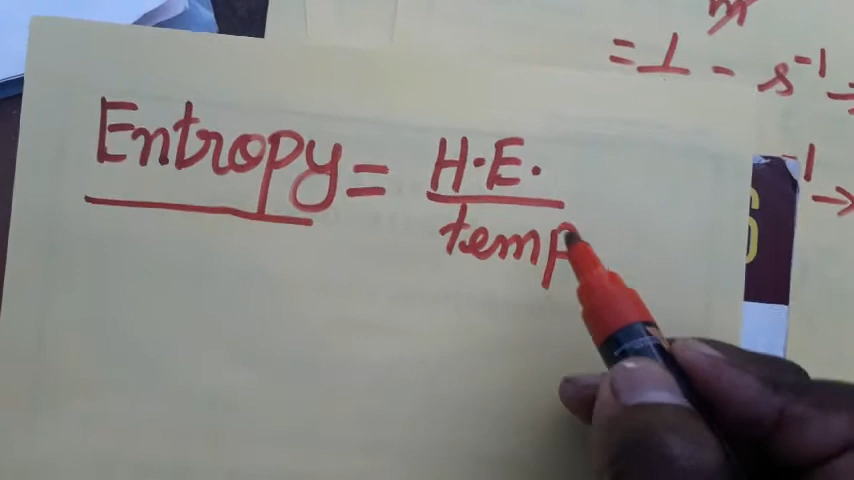 = 1 - s⁻¹
Entropy = H.E.
temp